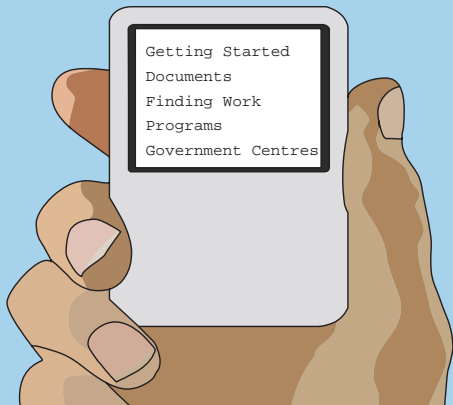 Getting Started
Documents
Finding Work
Programs
Government Centres